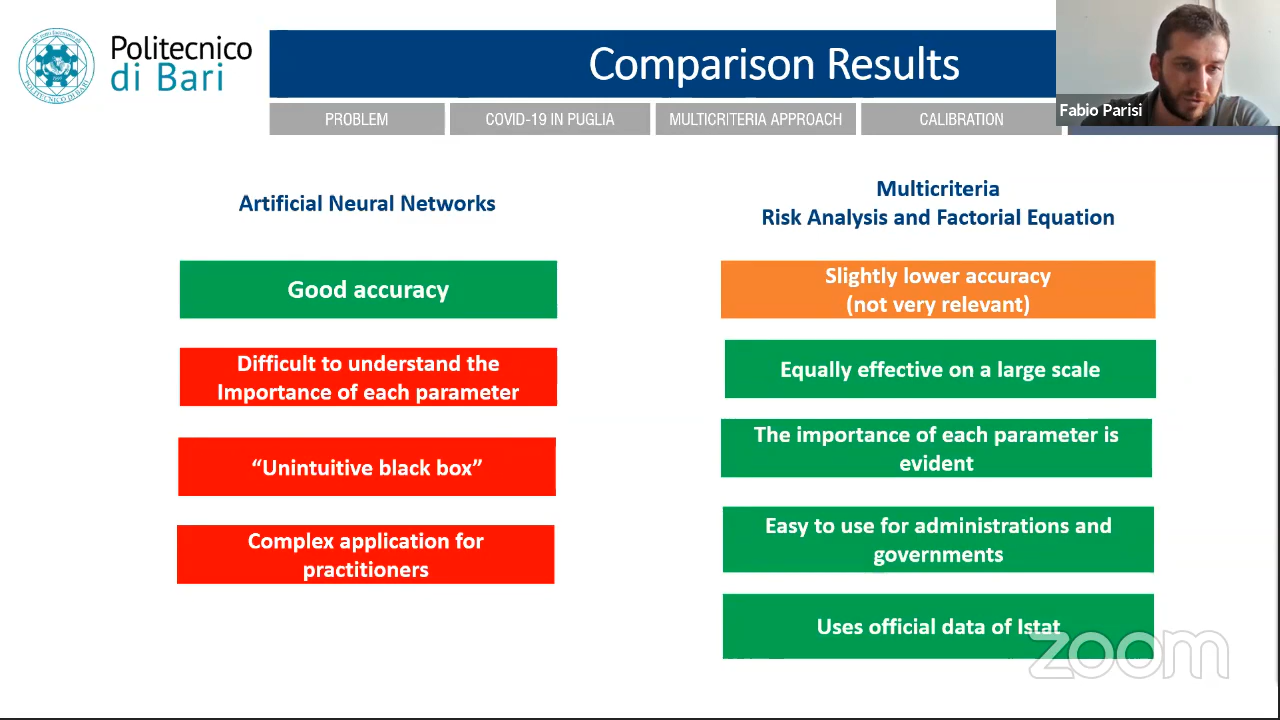 Politecnico
di Bari
Comparison Results
Fabio Parisi
PROBLEM
COVID-19 IN PUGLIA
MULTICRITERIA APPROACH
CALIBRATION
Artificial Neural Networks
Good accuracy
Difficult to understand the
Importance of each parameter
“Unintuitive black box”
Complex application for
practitioners
Multicriteria
Risk Analysis and Factorial Equation
Slightly lower accuracy
(not very relevant)
Equally effective on a large scale
The importance of each parameter is
evident
Easy to use for administrations and
governments
Uses official data of Istat
zoom